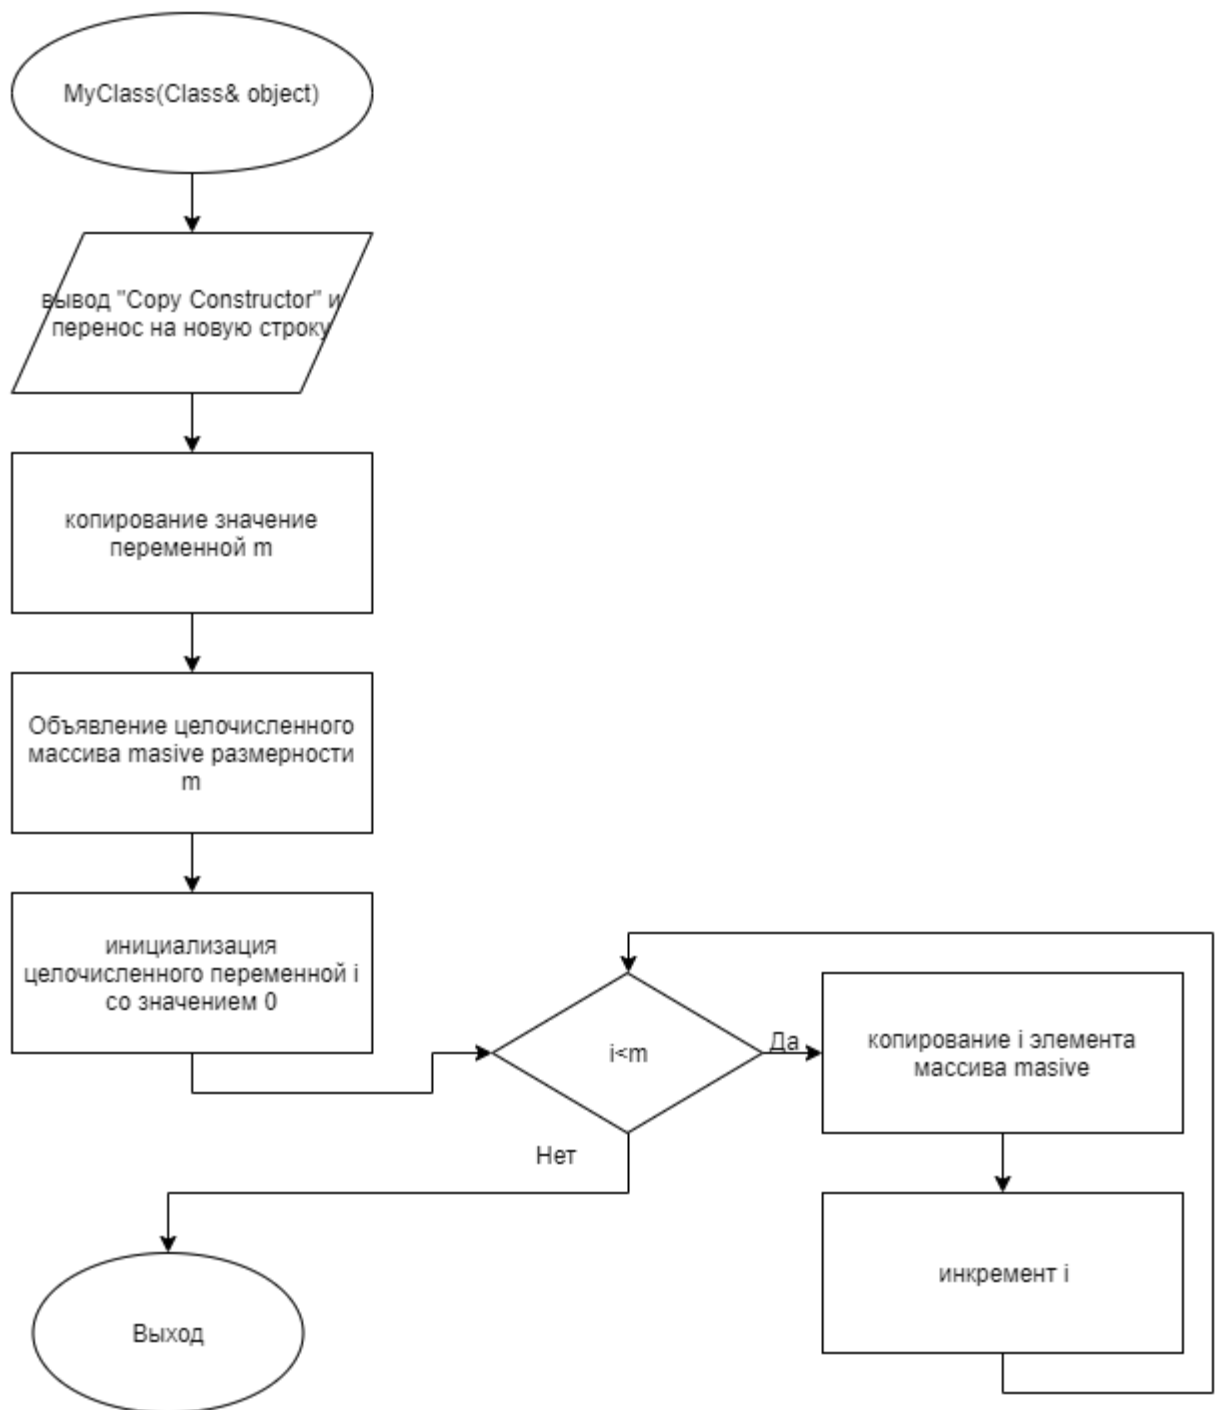 MyClass(Class& object)
вывод "Copy Constructor" и
перенос на новую строку
копирование значение
переменной m
Объявление целочисленного
массива masive размерности
m
инициализация
целочисленного переменной i
со значением 0
i<m
Да
копирование i элемента
массива masive
Нет
инкремент i
Выход